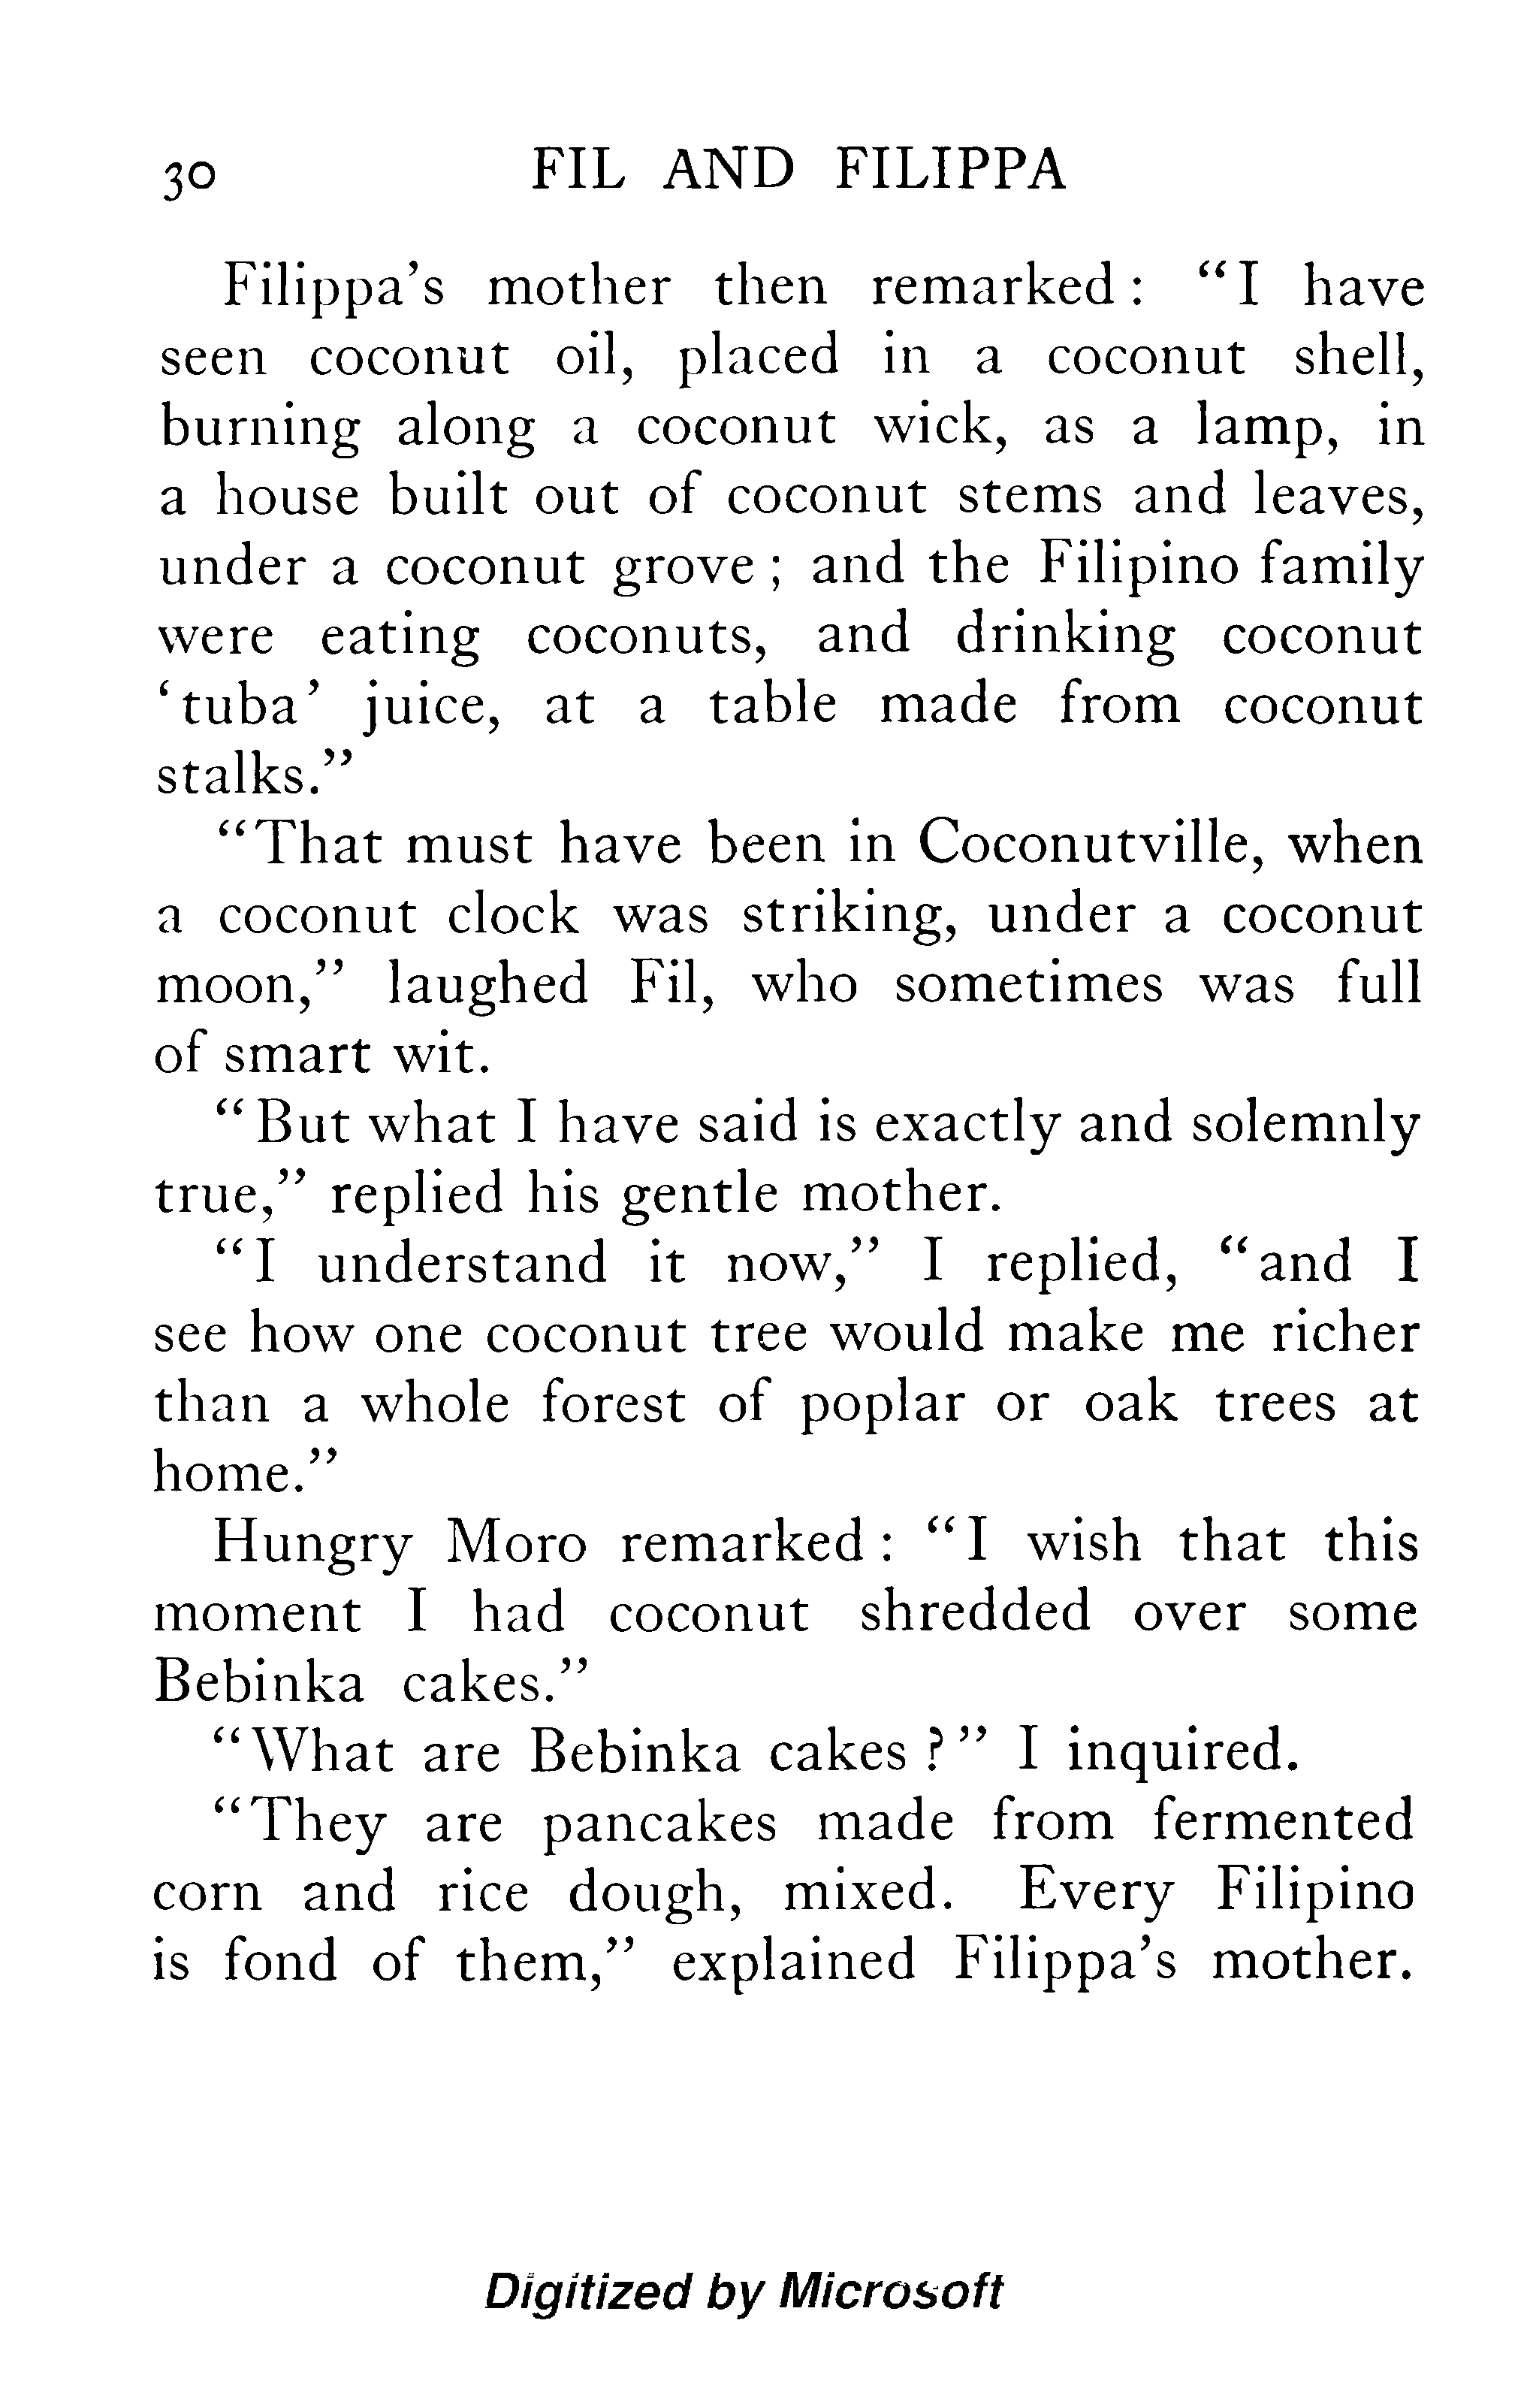 30 FIL AND FILIPPA
Filippa's mother then remarked: "I have
seen coconut oil, placed in a coconut shell,
burning along a coconut wick, as a lamp, in
a house built out of coconut stems and leaves,
under a coconut grove; and the Filipino family
were eating coconuts, and drinking coconut
'tuba' juice, at a table made from coconut
stalks."
"That must have been in Coconutville, when
a coconut clock was striking, under a coconut
moon," laughed Fil, who sometimes was full
of smart wit.
"But what I have said is exactly and solemnly
true," replied his gentle mother.
"I understand it now," I replied, "and I
see how one coconut tree would make me richer
than a whole forest of poplar or oak trees at
home."
Hungry Moro remarked: "I wish that this
moment I had coconut shredded over some
Bebinka cakes."
"What are Bebinka cakes?" I inquired.
"They are pancakes made from fermented
corn and rice dough, mixed. Every Filipino
is fond of them," explained Filippa's mother.
Digitized by Microsoft